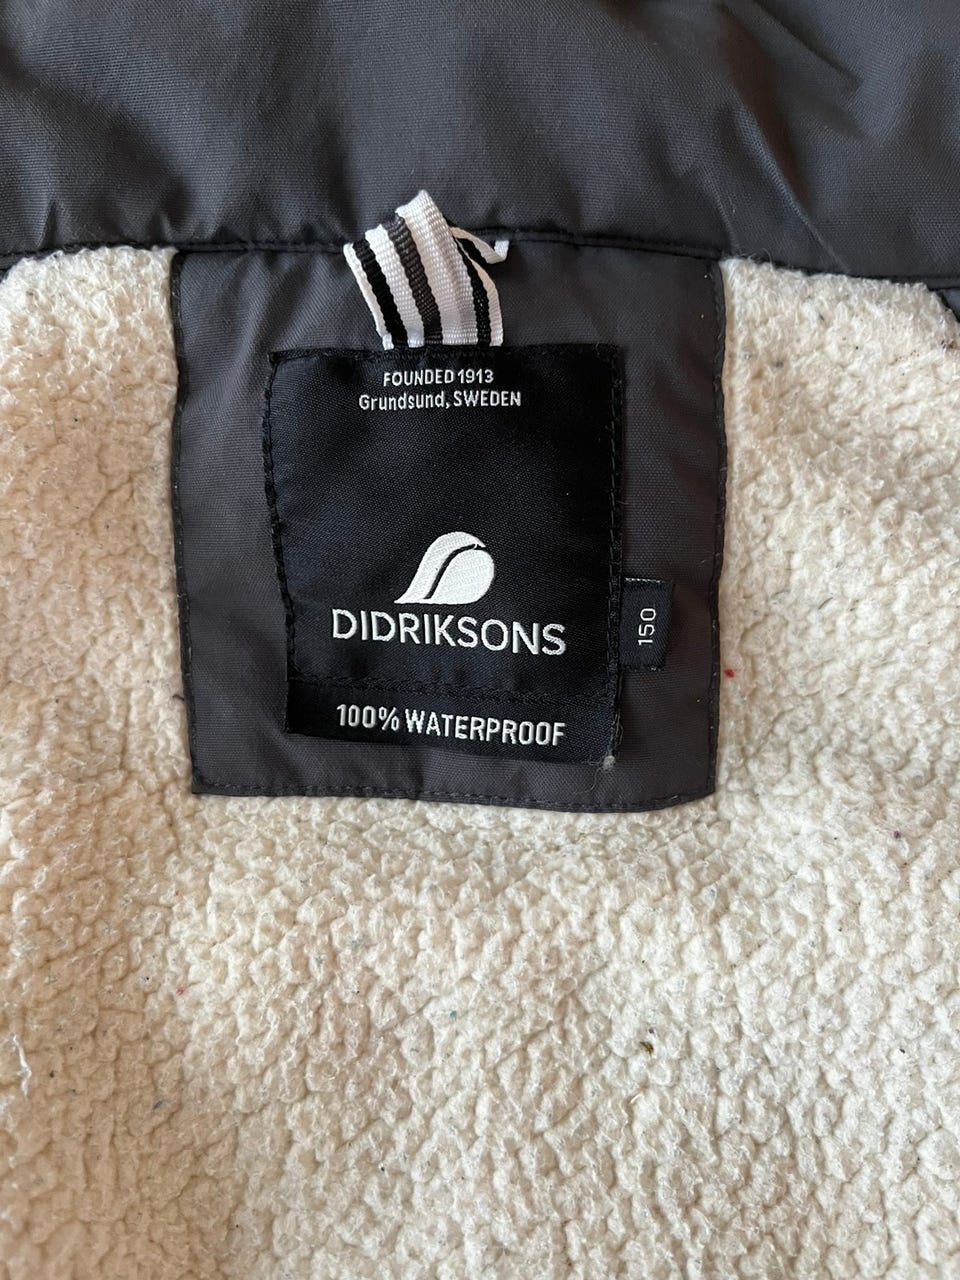 FOUNDED 1913
Grundsund, SWEDEN
DIDRIKSONS
150
100% WATERPROOF